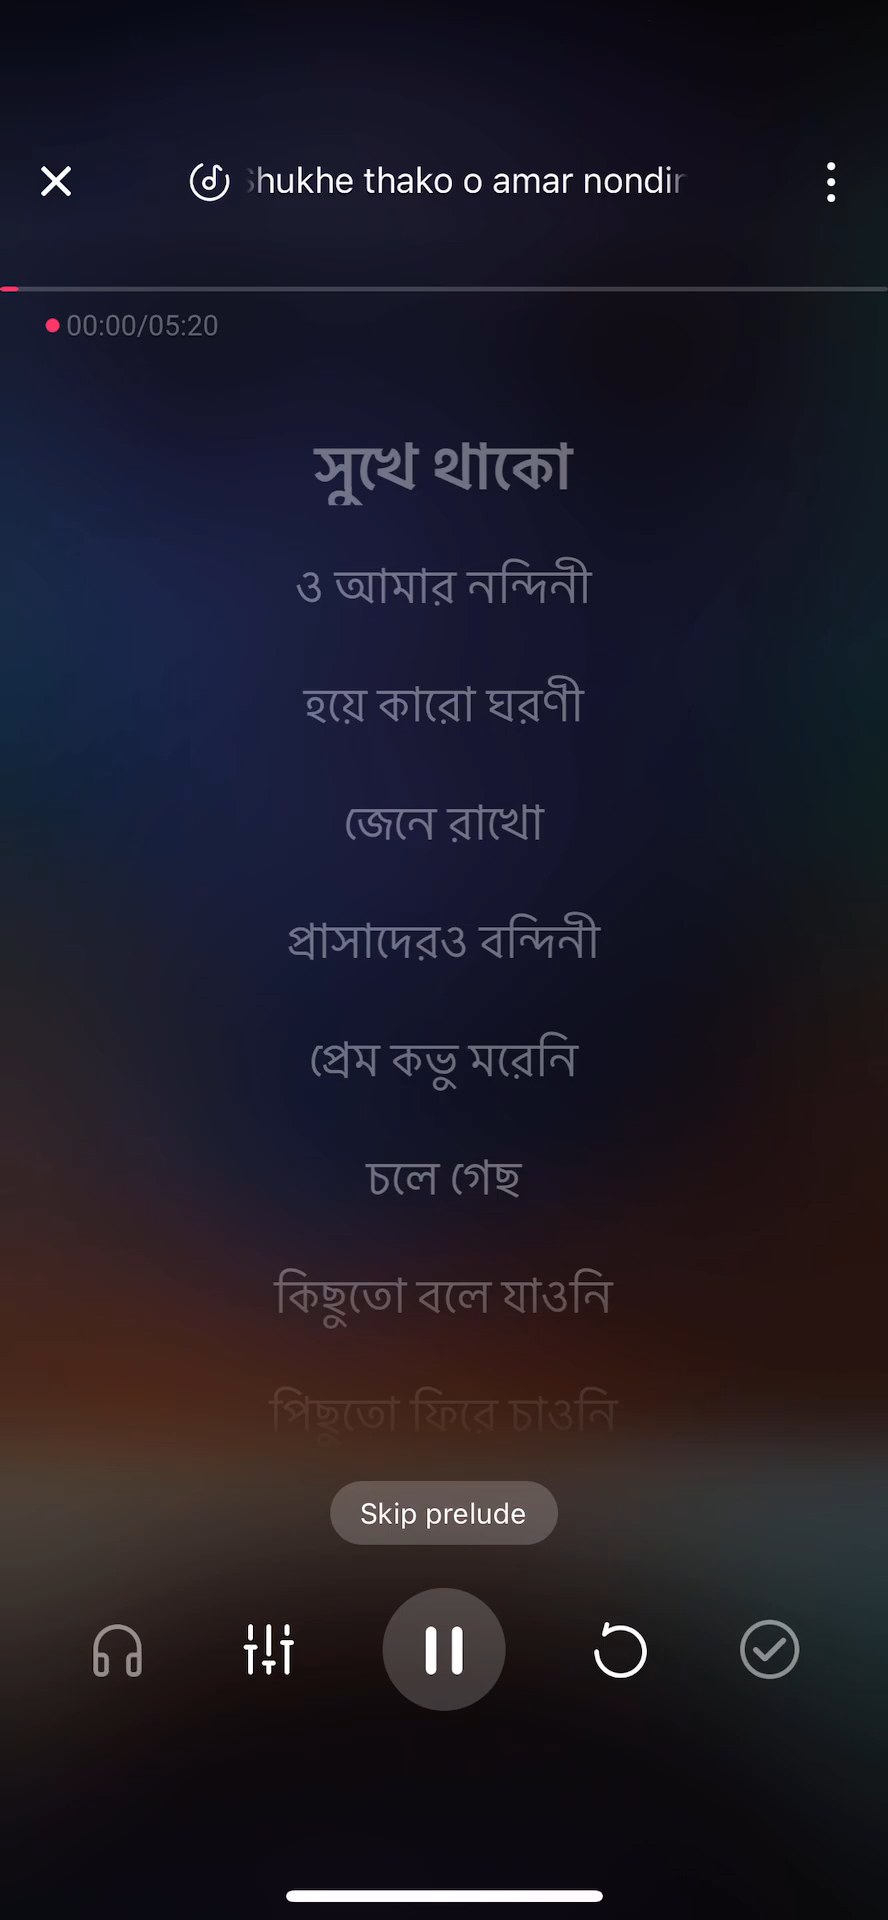 Shukhe thako o amar nondin
00:00/05:20
সুখে থাকো
ও আমার নন্দিনী
হয়ে কারো ঘরণী
জেনে রাখো
প্রাসাদেরও বন্দিনী
প্রেম কভু মরেনি
চলে গেছ
কিছুতো বলে যাওনি
পিছুতো ফিরে চাওনি
Skip prelude